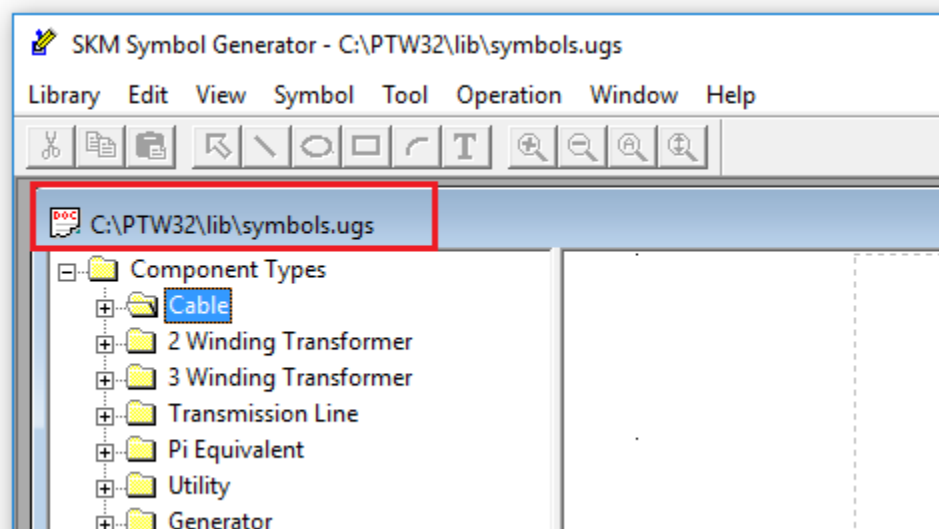 SKM Symbol Generator - C:\PTW32\lib\symbols.ugs
Library Edit View Symbol Tool Operation Window Help
T A
DOC C:\PTW32\lib\symbols.ugs
Component Types
Cable
2 Winding Transformer
3 Winding Transformer
Transmission Line
Pi Equivalent
Utility
Generator